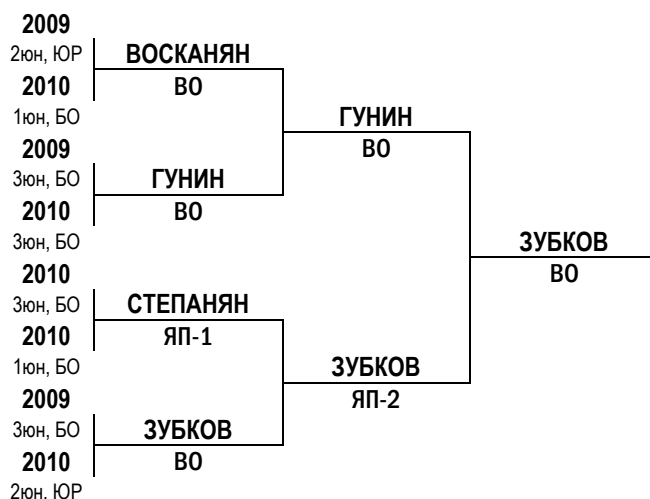 2009
2юн, ЮР
ВОСКАНЯН
2010
ВО
1юн, БО
ГУНИН
2009
ВО
3юн, БО
ГУНИН
2010
ВО
3юн, БО
ЗУБКОВ
2010
ВО
3юн, БО
СТЕПАНЯН
2010
ЯП-1
1юн, БО
ЗУБКОВ
2009
ЯП-2
3юн, БО
ЗУБКОВ
2010
ВО
2юн, ЮР